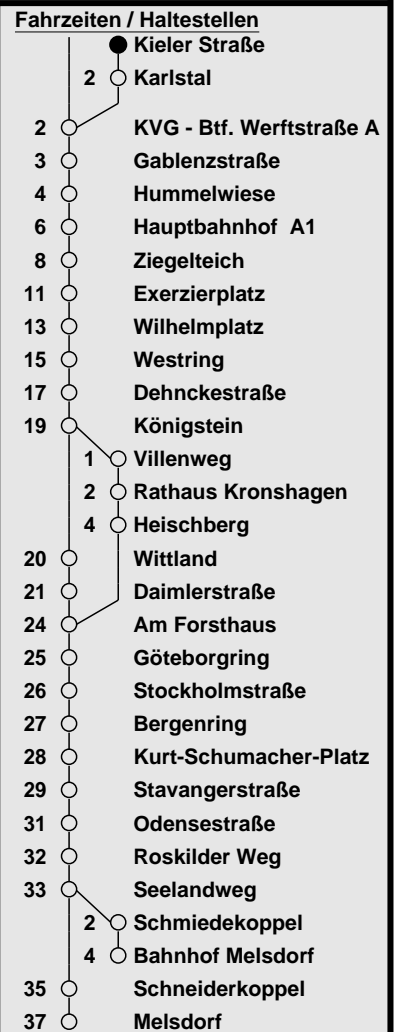 Fahrzeiten / Haltestellen
Kieler Straße
2 Karlstal
2 KVG - Btf. Werftstraße A
3 Gablenzstraße
4 Hummelwiese
6 Hauptbahnhof A1
8 Ziegelteich
11 Exerzierplatz
13 Wilhelmplatz
15 Westring
17 Dehnckestraße
19 Königstein
1 Villenweg
2 Rathaus Kronshagen
4 Heischberg
20 Wittland
21 Daimlerstraße
24 Am Forsthaus
25 Göteborgring
26 Stockholmstraße
27 Bergenring
28 Kurt-Schumacher-Platz
29 Stavangerstraße
31 Odensestraße
32 Roskilder Weg
33 Seelandweg
2 Schmiedekoppel
4 Bahnhof Melsdorf
35 Schneiderkoppel
37 Melsdorf